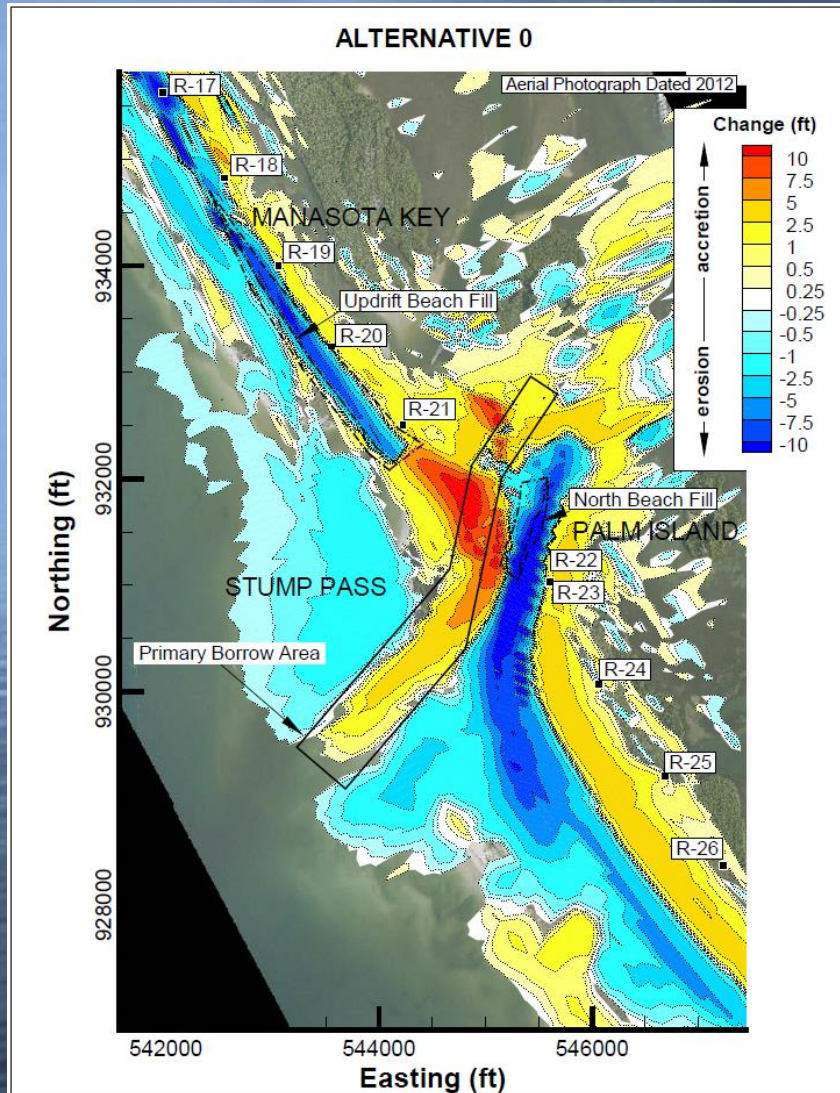 ALTERNATIVE 0
Aerial Photograph Dated 2012
R-17
Change (ft)
10
7.5
5
2.5
1
0.5
0.25
-0.25
-0.5
-1
-2.5
-5
-7.5
-10
accretion
erosion
R-18
MANASOTA KEY
R-19
Updrift Beach Fill
R-20
R-21
North Beach Fill
PALM ISLAND
R-22
R-23
STUMP PASS
Primary Borrow Area
R-24
R-25
R-26
Northing (ft)
934000
932000
930000
928000
542000 544000 546000
Easting (ft)